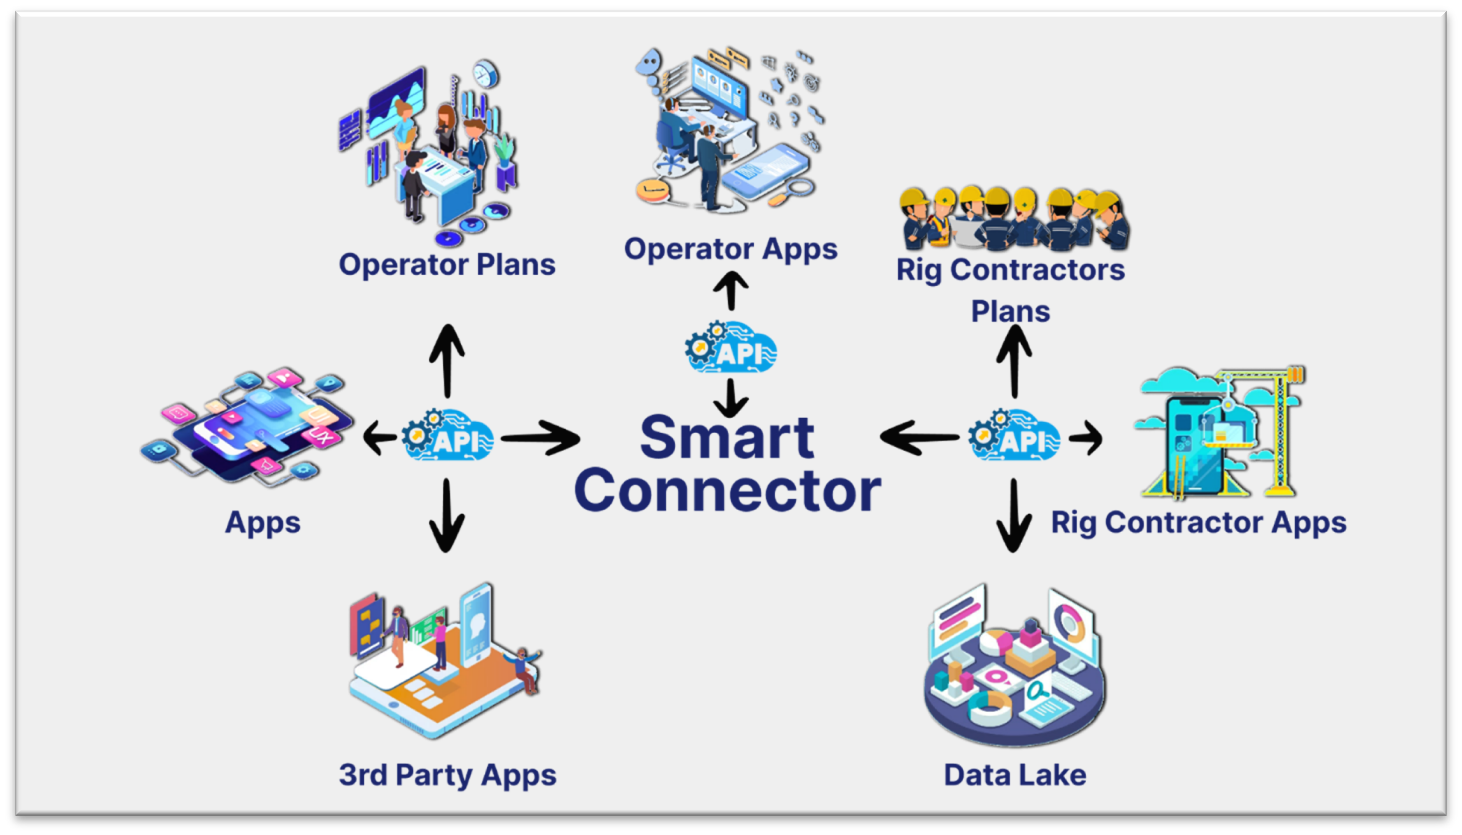 Operator Plans
Operator Apps
Rig Contractors
Plans
API
API
API
Smart
Connector
Apps
Rig Contractor Apps
UX
3rd Party Apps
Data Lake